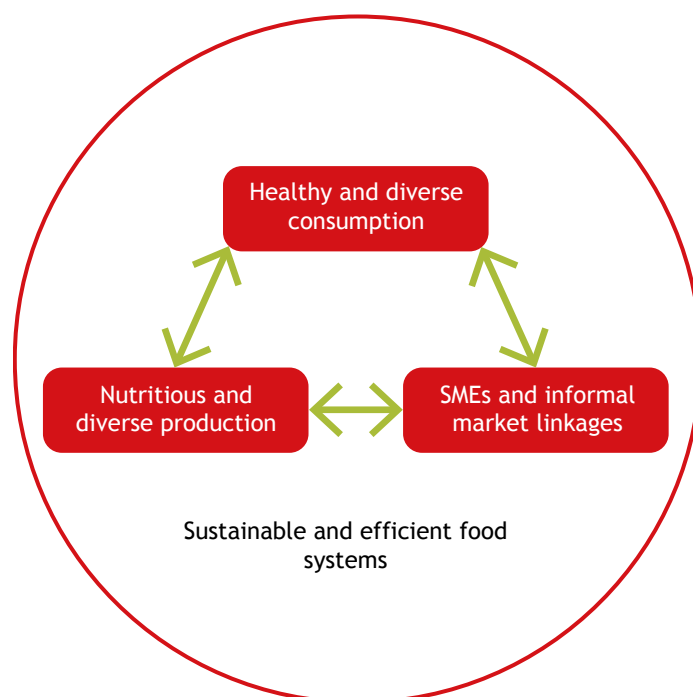 Healthy and diverse
consumption
Nutritious and
diverse production
SMEs and informal
market linkages
Sustainable and efficient food
systems